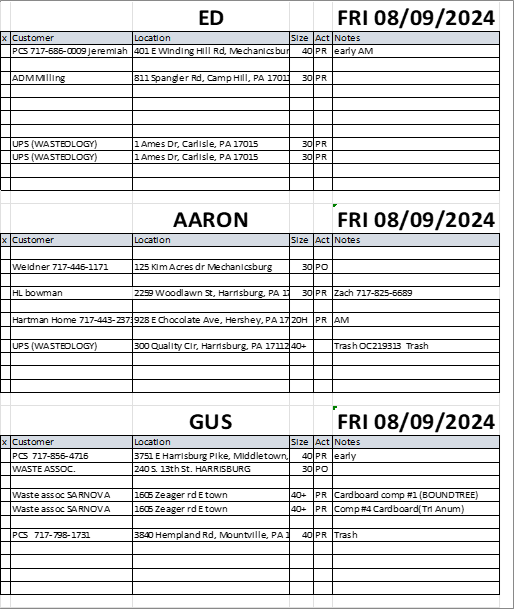 ED FRI 08/09/2024
x Customer Location Size Act Notes
PCS 717-686-0009 Jeremiah 401 E Winding Hill Rd, Mechanicsbur 40 PR early AM
ADM Milling 811 Spangler Rd, Camp Hill, PA 17011 30 PR
UPS (WASTEOLOGY) 1 Ames Dr, Carlisle, PA 17015 30 PR
UPS (WASTEOLOGY) 1 Ames Dr, Carlisle, PA 17015 30 PR
AARON FRI 08/09/2024
x Customer Location Size Act Notes
Weidner 717-446-1171 125 Kim Acres dr Mechanicsburg 30 PO
HL bowman 2259 Woodlawn St, Harrisburg, PA 17 30 PR Zach 717-825-6689
Hartman Home 717-443-2373 928 E Chocolate Ave, Hershey, PA 17 20H PR AM
UPS (WASTEOLOGY) 300 Quality Cir, Harrisburg, PA 17112 40+ Trash OC219313 Trash
GUS FRI 08/09/2024
x Customer Location Size Act Notes
PCS 717-856-4716 3751 E Harrisburg Pike, Middletown, 40 PR early
WASTE ASSOC. 240 S. 13th St. HARRISBURG 30 PO
Waste assoc SARNOVA 1605 Zeager rd E town 40+ PR Cardboard comp #1 (BOUNDTREE)
Waste assoc SARNOVA 1605 Zeager rd E town 40+ PR Comp #4 Cardboard(Tri Anum)
PCS 717-798-1731 3840 Hempland Rd, Mountville, PA 1 40 PR Trash